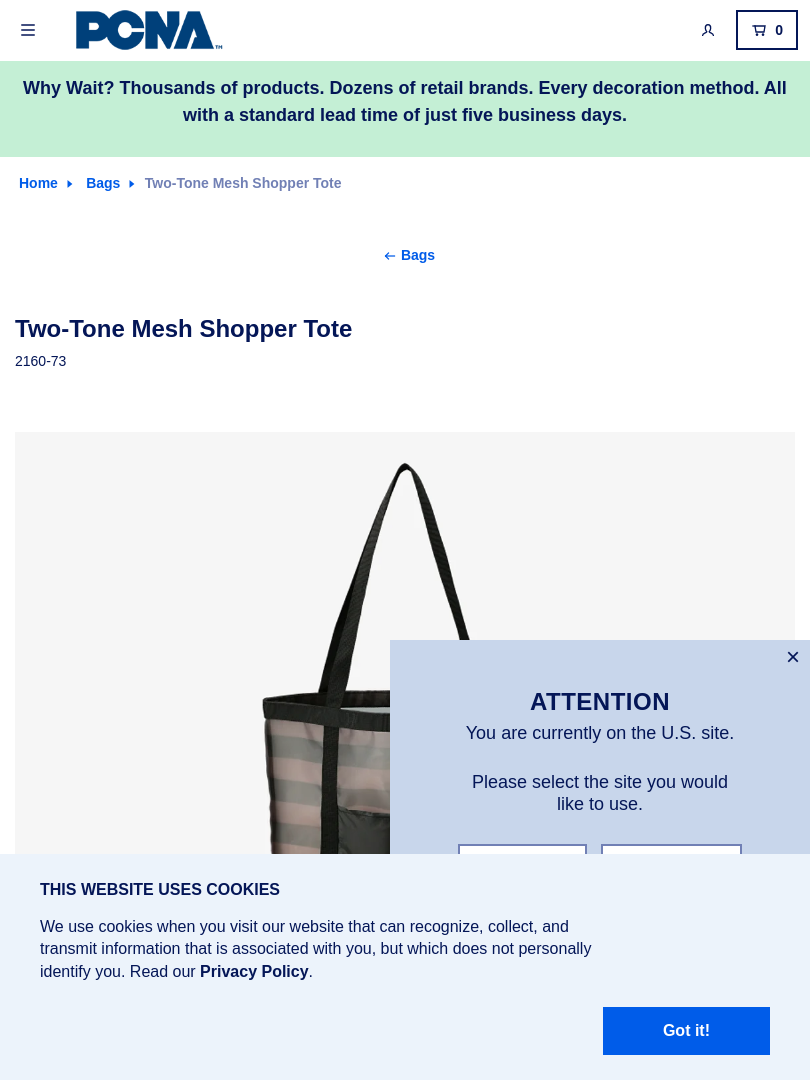 PCNA™
0
Why Wait? Thousands of products. Dozens of retail brands. Every decoration method. All
with a standard lead time of just five business days.
Home Bags Two-Tone Mesh Shopper Tote
Bags
Two-Tone Mesh Shopper Tote
2160-73
ATTENTION
You are currently on the U.S. site.
Please select the site you would
like to use.
THIS WEBSITE USES COOKIES
We use cookies when you visit our website that can recognize, collect, and
transmit information that is associated with you, but which does not personally
identify you. Read our Privacy Policy.
Got it!